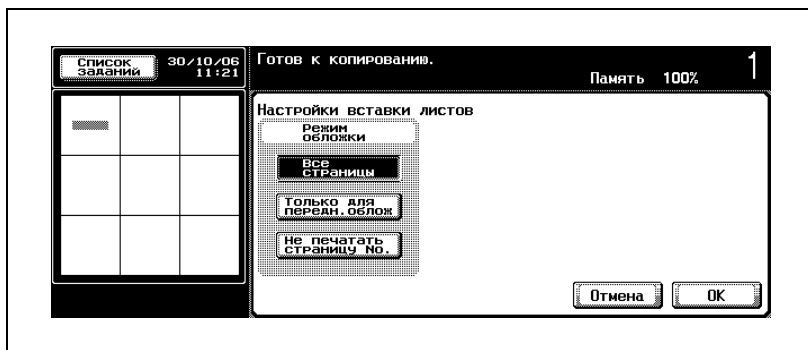 Список
заданий
30/10/06
11:21
Готов к копированию.
Память 100%
1
Настройки вставки листов
Режим
обложки
Все
страницы
Только для
передн.облож
Не печатать
страницу No.
Отмена
OK